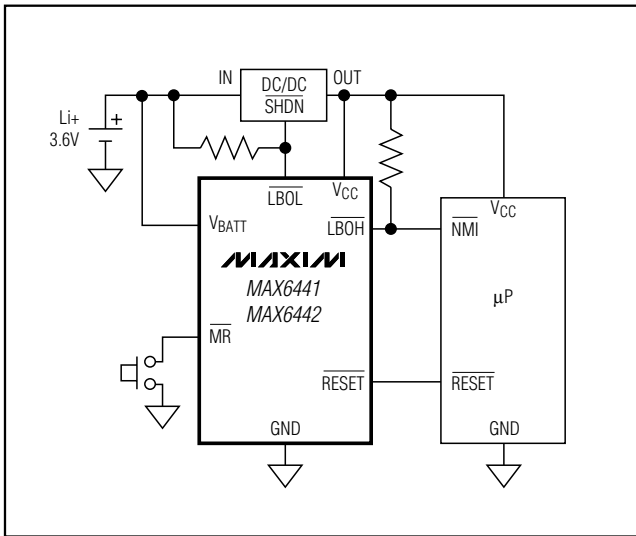 IN
DC/DC
SHDN
OUT
Li+
3.6V
+
LBOL
VCC
VBATT
LBOH
MAXIM
MAX6441
MAX6442
MR
RESET
GND
VCC
NMI
µP
RESET
GND